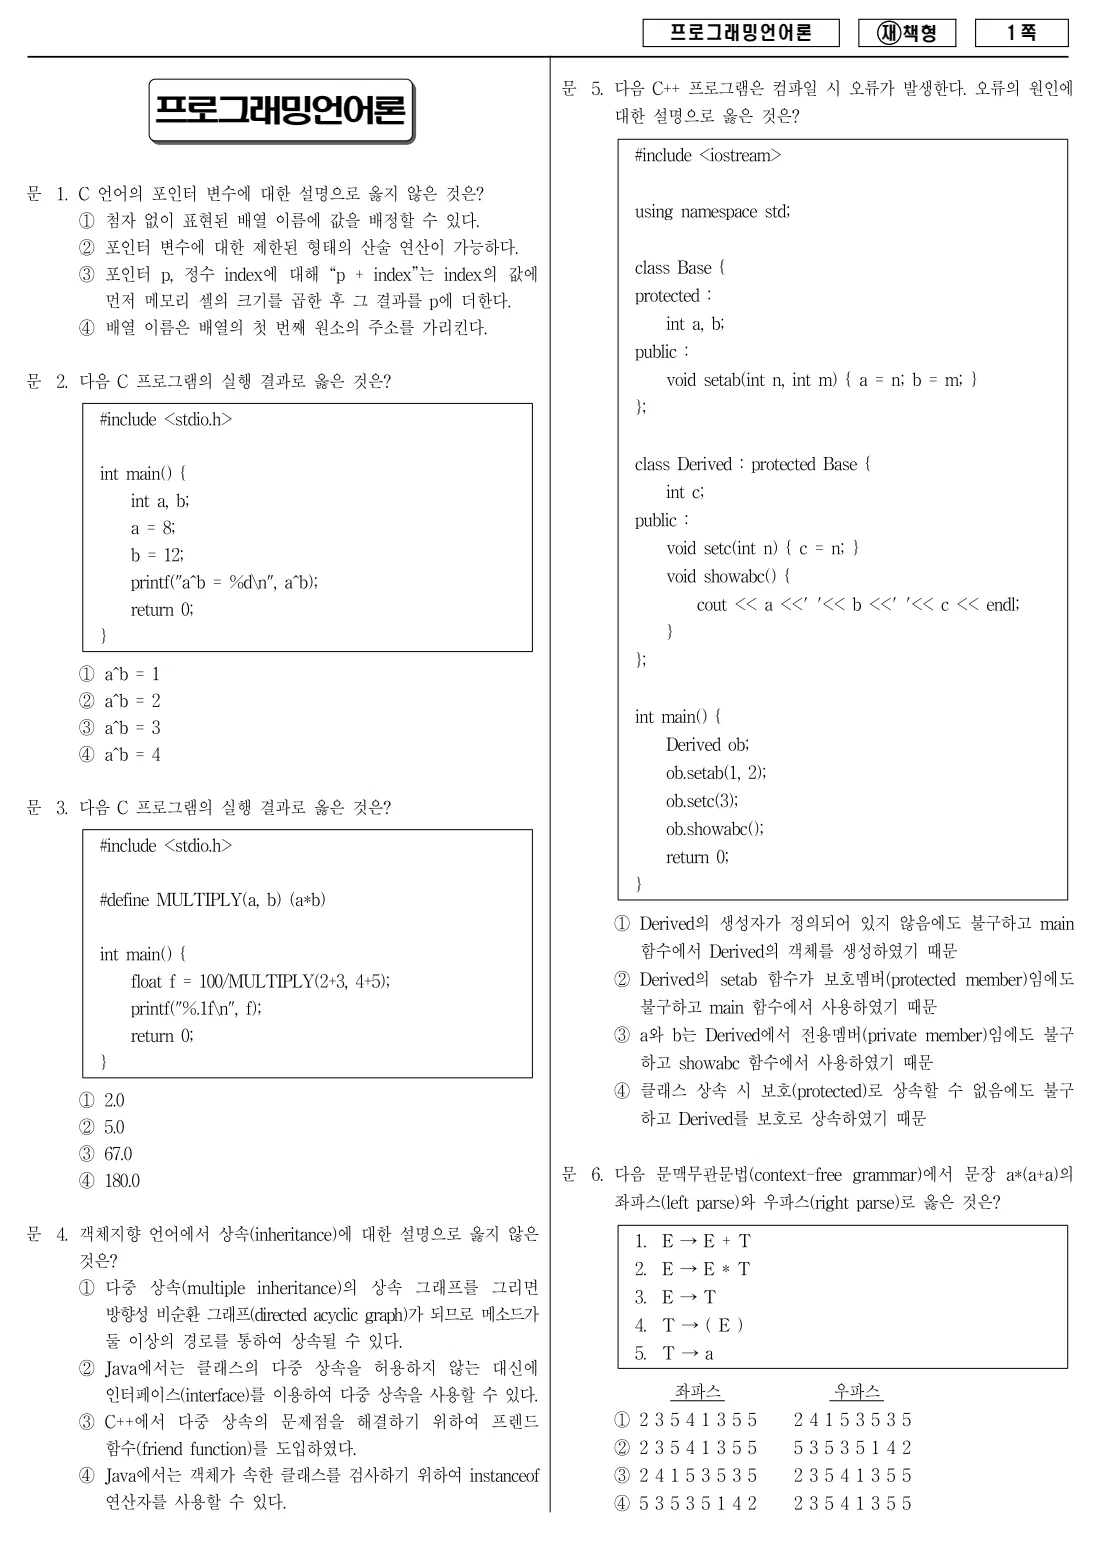 프로그래밍언어론
재책형
1쪽
프로그래밍언어론
문 1. C 언어의 포인터 변수에 대한 설명으로 옳지 않은 것은?
① 첨자 없이 표현된 배열 이름에 값을 배정할 수 있다.
② 포인터 변수에 대한 제한된 형태의 산술 연산이 가능하다.
③ 포인터 p, 정수 index에 대해 “p + index”는 index의 값에
먼저 메모리 셀의 크기를 곱한 후 그 결과를 p에 더한다.
④ 배열 이름은 배열의 첫 번째 원소의 주소를 가리킨다.
문 2. 다음 C 프로그램의 실행 결과로 옳은 것은?
#include <stdio.h>
int main() {
int a, b;
a = 8;
b = 12;
printf("a^b = %d\n", a^b);
return 0;
}
① a^b = 1
② a^b = 2
③ a^b = 3
④ a^b = 4
문 3. 다음 C 프로그램의 실행 결과로 옳은 것은?
#include <stdio.h>
#define MULTIPLY(a, b) (a*b)
int main() {
float f = 100/MULTIPLY(2+3, 4+5);
printf("%.1f\n", f);
return 0;
}
① 2.0
② 5.0
③ 67.0
④ 180.0
문 4. 객체지향 언어에서 상속(inheritance)에 대한 설명으로 옳지 않은
것은?
① 다중 상속(multiple inheritance)의 상속 그래프를 그리면
방향성 비순환 그래프(directed acyclic graph)가 되므로 메소드가
둘 이상의 경로를 통하여 상속될 수 있다.
② Java에서는 클래스의 다중 상속을 허용하지 않는 대신에
인터페이스(interface)를 이용하여 다중 상속을 사용할 수 있다.
③ C++에서 다중 상속의 문제점을 해결하기 위하여 프렌드
함수(friend function)를 도입하였다.
④ Java에서는 객체가 속한 클래스를 검사하기 위하여 instanceof
연산자를 사용할 수 있다.
문 5. 다음 C++ 프로그램은 컴파일 시 오류가 발생한다. 오류의 원인에
대한 설명으로 옳은 것은?
#include <iostream>
using namespace std;
class Base {
protected :
int a, b;
public :
void setab(int n, int m) { a = n; b = m; }
};
class Derived : protected Base {
int c;
public :
void setc(int n) { c = n; }
void showabc() {
cout << a <<' '<< b <<' '<< c << endl;
}
};
int main() {
Derived ob;
ob.setab(1, 2);
ob.setc(3);
ob.showabc();
return 0;
}
① Derived의 생성자가 정의되어 있지 않음에도 불구하고 main
함수에서 Derived의 객체를 생성하였기 때문
② Derived의 setab 함수가 보호멤버(protected member)임에도
불구하고 main 함수에서 사용하였기 때문
③ a와 b는 Derived에서 전용멤버(private member)임에도 불구
하고 showabc 함수에서 사용하였기 때문
④ 클래스 상속 시 보호(protected)로 상속할 수 없음에도 불구
하고 Derived를 보호로 상속하였기 때문
문 6. 다음 문맥무관문법(context-free grammar)에서 문장 a*(a+a)의
좌파스(left parse)와 우파스(right parse)로 옳은 것은?
1. E → E + T
2. E → E * T
3. E → T
4. T → ( E )
5. T → a
좌파스 우파스
① 2 3 5 4 1 3 5 5 2 4 1 5 3 5 3 5
② 2 3 5 4 1 3 5 5 5 3 5 3 5 1 4 2
③ 2 4 1 5 3 5 3 5 2 3 5 4 1 3 5 5
④ 5 3 5 3 5 1 4 2 2 3 5 4 1 3 5 5